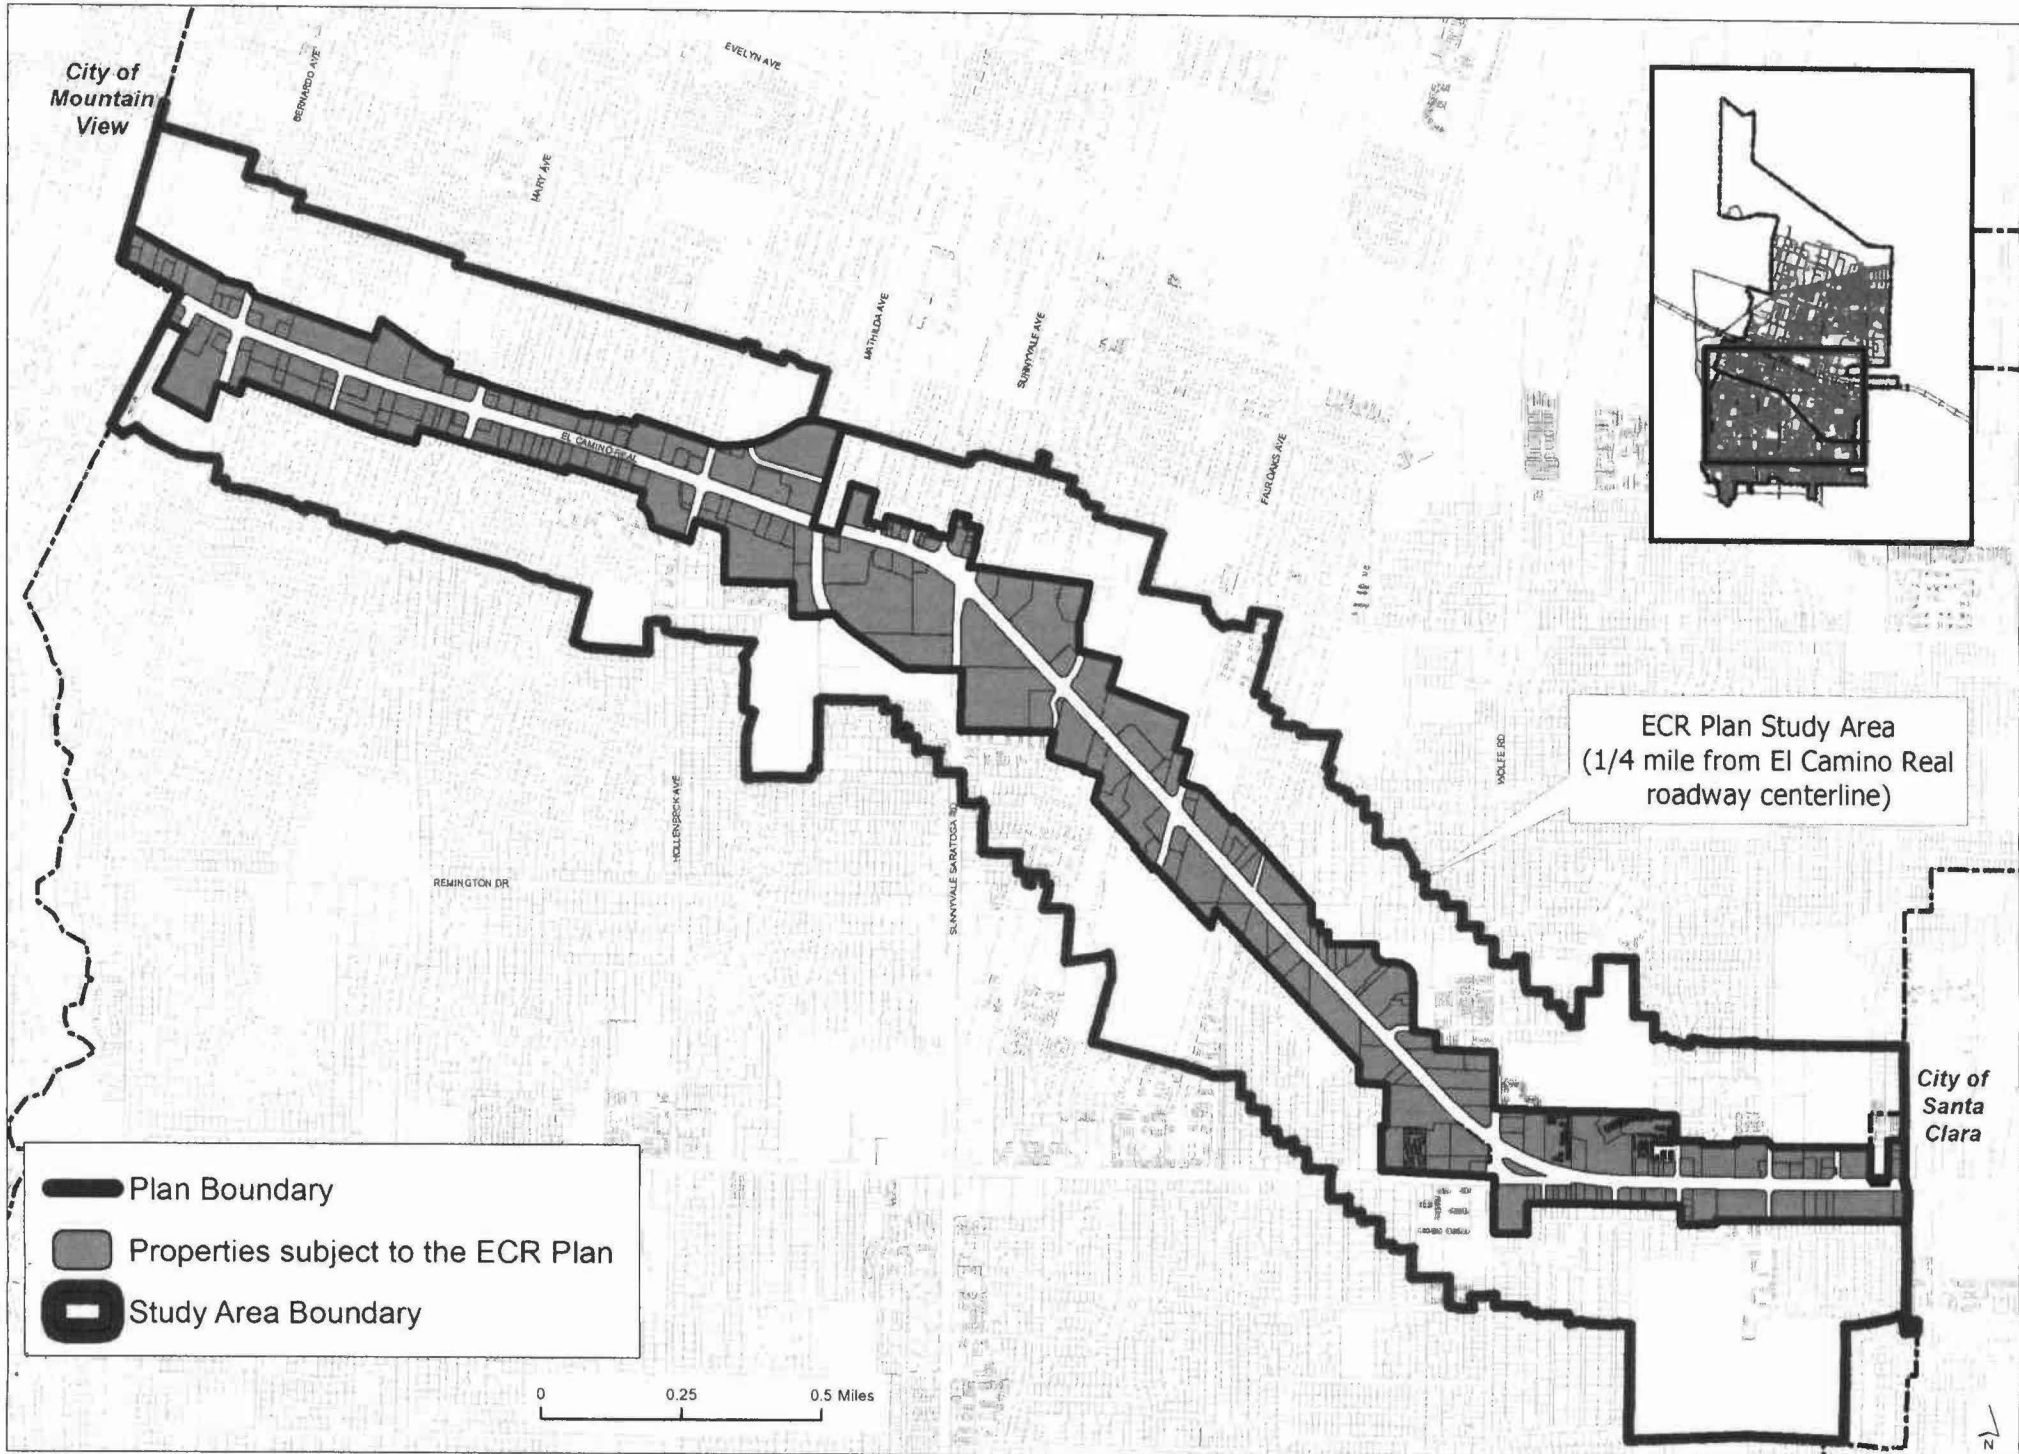 City of
Mountain
View
BERNARDO AVE
EVELYN AVE
MARY AVE
MATHILDA AVE
SUNNYVALE AVE
FAIR OAKS AVE
EL CAMINO REAL
WOLFE RD
ECR Plan Study Area
(1/4 mile from El Camino Real
roadway centerline)
HOLLENBECK AVE
SUNNYVALE SARATOGA RD
REMINGTON DR
City of
Santa
Clara
Plan Boundary
Properties subject to the ECR Plan
Study Area Boundary
0 0.25 0.5 Miles